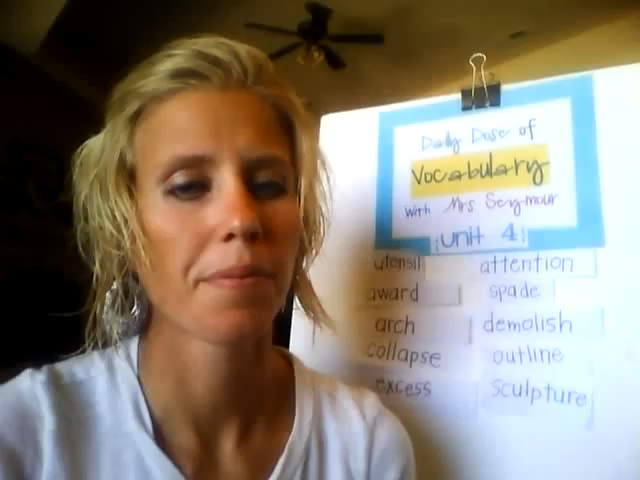 Daily Dose of
Vocabulary
with Mrs Seymour
Unit 4
utensil attention
award spade
arch demolish
collapse outline
excess sculpture